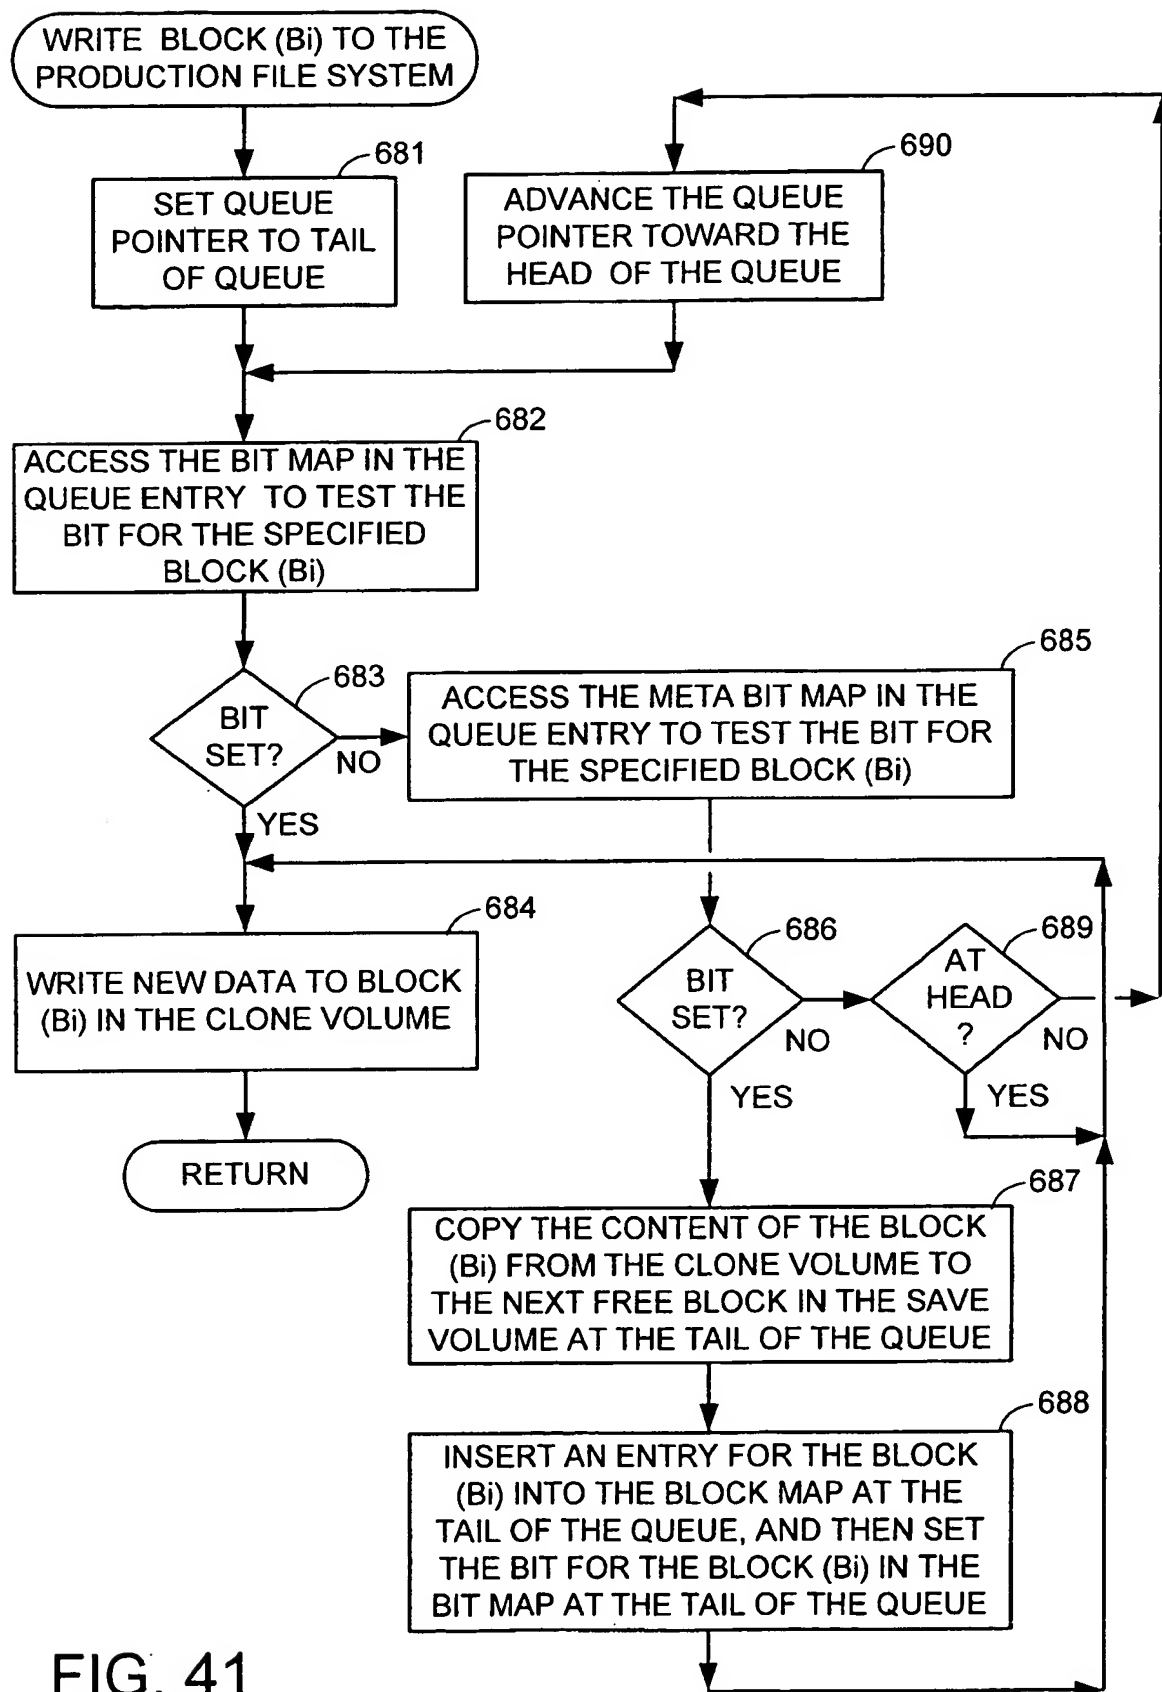 WRITE BLOCK (Bi) TO THE
PRODUCTION FILE SYSTEM
681
SET QUEUE
POINTER TO TAIL
OF QUEUE
690
ADVANCE THE QUEUE
POINTER TOWARD THE
HEAD OF THE QUEUE
682
ACCESS THE BIT MAP IN THE
QUEUE ENTRY TO TEST THE
BIT FOR THE SPECIFIED
BLOCK (Bi)
683
BIT
SET?
NO
YES
685
ACCESS THE META BIT MAP IN THE
QUEUE ENTRY TO TEST THE BIT FOR
THE SPECIFIED BLOCK (Bi)
684
WRITE NEW DATA TO BLOCK
(Bi) IN THE CLONE VOLUME
RETURN
686
BIT
SET?
NO
YES
689
AT
HEAD
?
NO
YES
687
COPY THE CONTENT OF THE BLOCK
(Bi) FROM THE CLONE VOLUME TO
THE NEXT FREE BLOCK IN THE SAVE
VOLUME AT THE TAIL OF THE QUEUE
688
INSERT AN ENTRY FOR THE BLOCK
(Bi) INTO THE BLOCK MAP AT THE
TAIL OF THE QUEUE, AND THEN SET
THE BIT FOR THE BLOCK (Bi) IN THE
BIT MAP AT THE TAIL OF THE QUEUE
FIG. 41